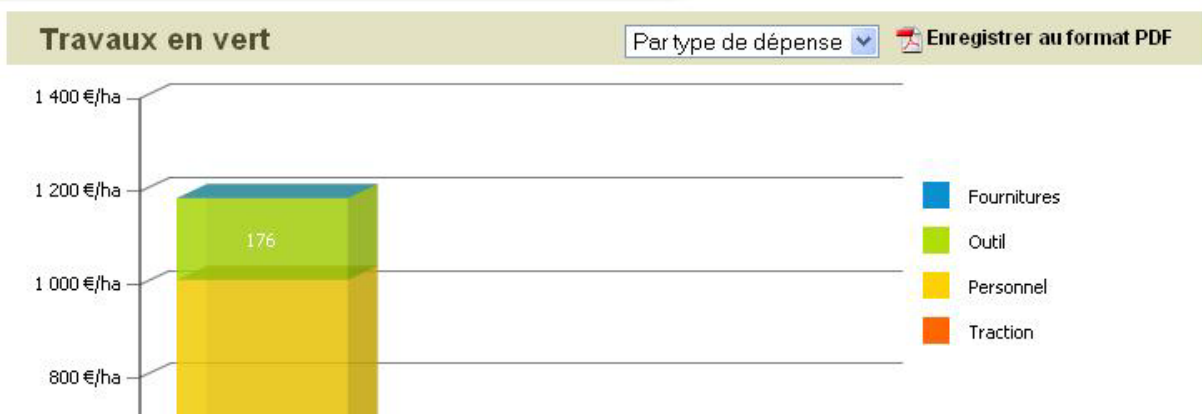 Travaux en vert
Par type de dépense
Enregistrer au format PDF
1 400 €/ha
1 200 €/ha
176
1 000 €/ha
800 €/ha
Fournitures
Outil
Personnel
Traction